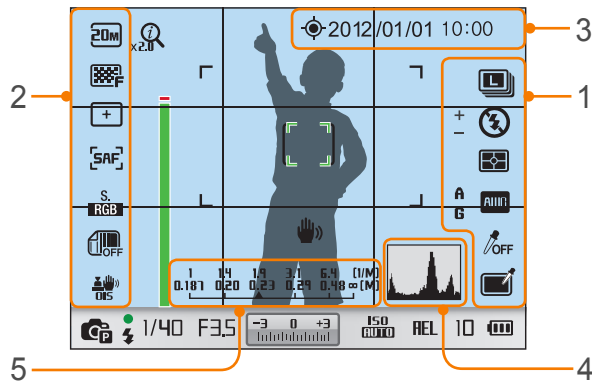 3
2012/01/01 10:00
20M
x2.0
F
2
L
1
+
−
+
SAF
S.
RGB
A
G
AWB
OFF
OFF
OIS
1 1.4 1.9 3.1 6.4 (1/M)
0.187 0.20 0.23 0.29 0.48 ∞ (M)
P
1/40 F3.5
-3 0 +3
ISO
AUTO
AEL
10
5
4